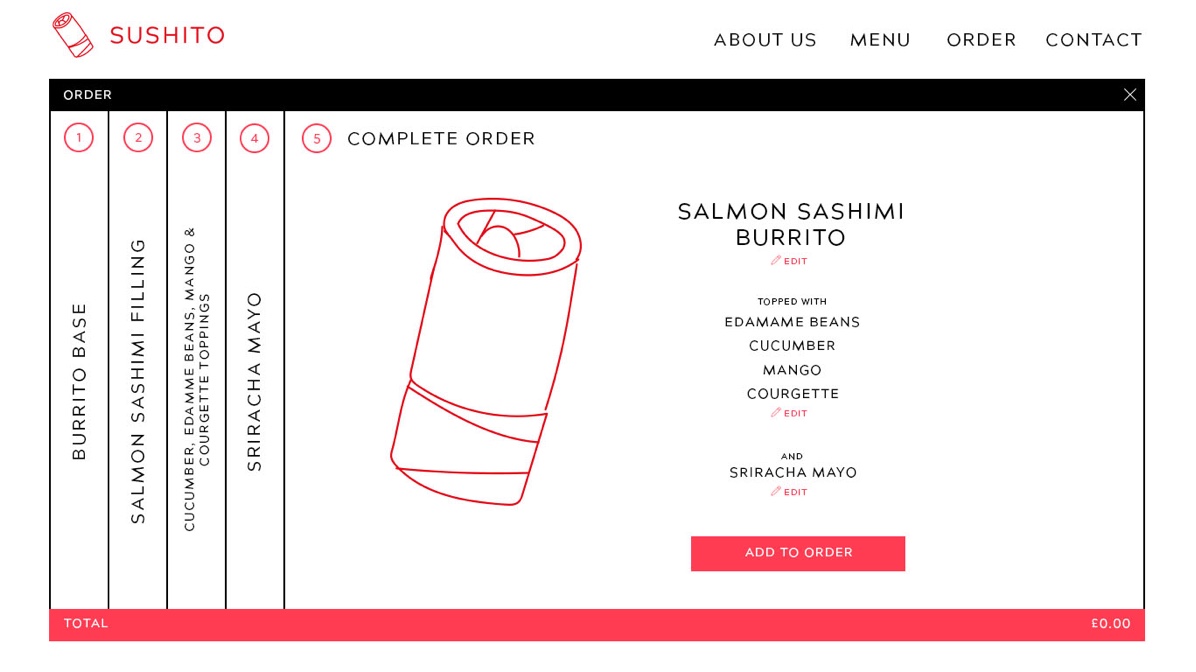 SUSHITO
ABOUT US MENU ORDER CONTACT
ORDER
1
BURRITO BASE
2
SALMON SASHIMI FILLING
3
CUCUMBER, EDAMME BEANS, MANGO &
COURGETTE TOPPINGS
4
SRIRACHA MAYO
5 COMPLETE ORDER
SALMON SASHIMI
BURRITO
EDIT
TOPPED WITH
EDAMAME BEANS
CUCUMBER
MANGO
COURGETTE
EDIT
AND
SRIRACHA MAYO
EDIT
ADD TO ORDER
TOTAL £0.00